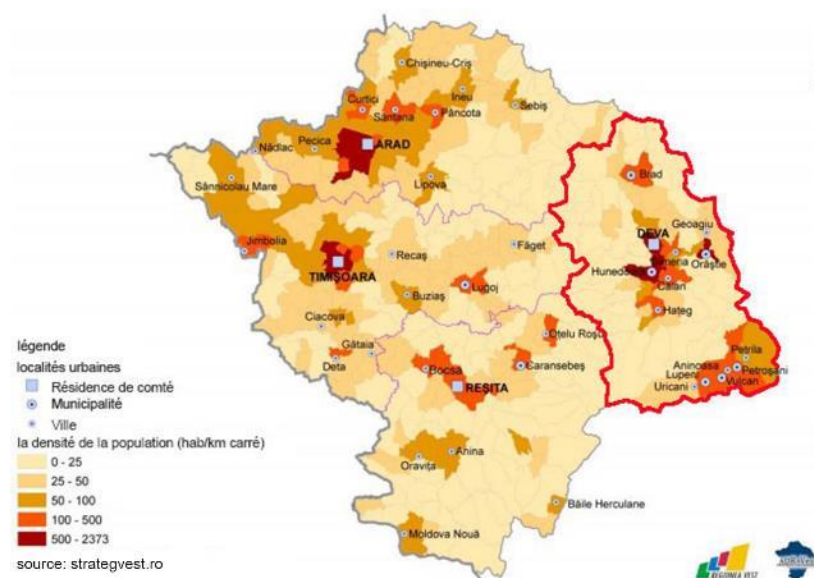 Chișineu-Criș
Curtici
Sântana
Ineu
Pâncota
Sebiș
Nădlac
Pecica
ARAD
Sânnicolau Mare
Lipova
Brad
Geoagiu
DEVA
Simeria
Orăștie
Hunedoara
Călan
Hațeg
Jimbolia
TIMIȘOARA
Recaș
Făget
Buziaș
Lugoj
Ciacova
Gătaia
Deta
Oțelu Roșu
Bocșa
Caransebeș
REȘIȚA
Petrila
Aninoasa
Petroșani
Lupeni
Vulcan
Uricani
Oravița
Anina
Băile Herculane
Moldova Nouă
légende
localités urbaines
Résidence de comté
Municipalité
Ville
la densité de la population (hab/km carré)
0 - 25
25 - 50
50 - 100
100 - 500
500 - 2373
source: strategvest.ro
REGIUNEA VEST